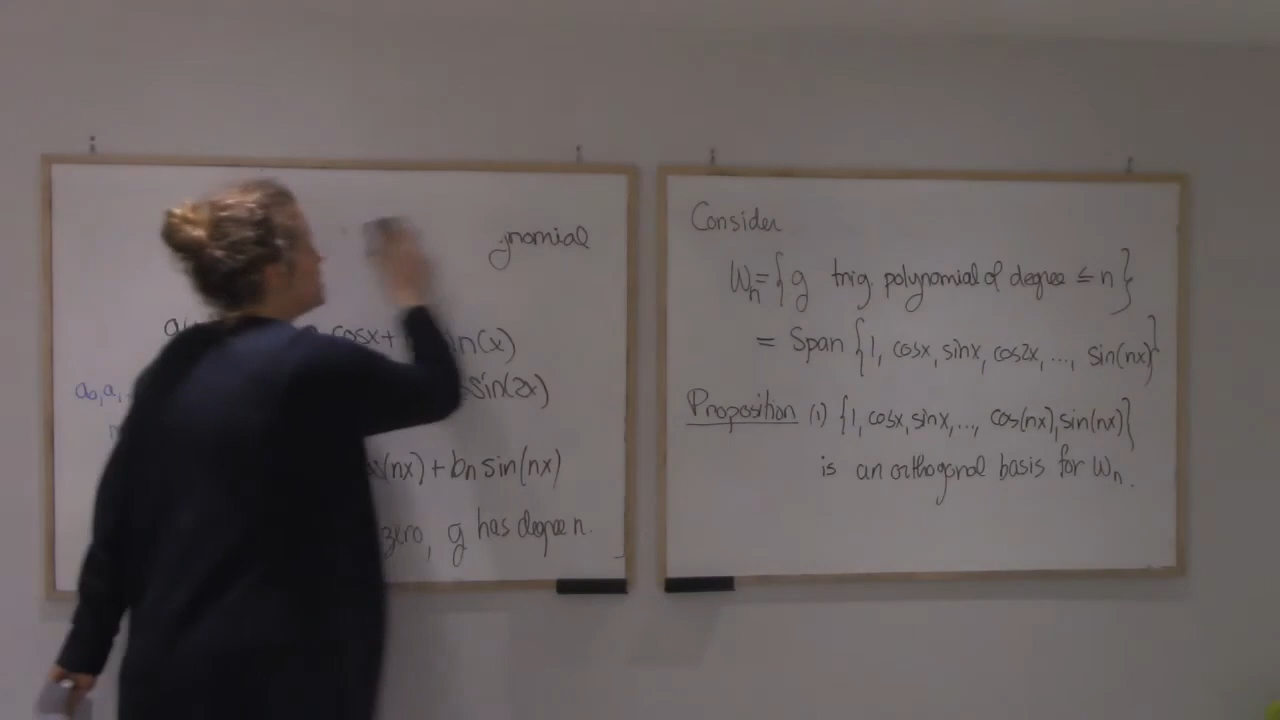 cosx+ sin(x)
a₀,a₁, sin(2x)
(nx)+bₙ sin(nx)
zero, g has degree n.
Consider
Wₙ={g trig. polynomial of degree ≤ n}
= Span {1, cosx, sinx, cos2x, ..., sin(nx)}
Proposition (1) {1, cosx, sinx, ..., cos(nx), sin(nx)}
is an orthogonal basis for Wₙ.